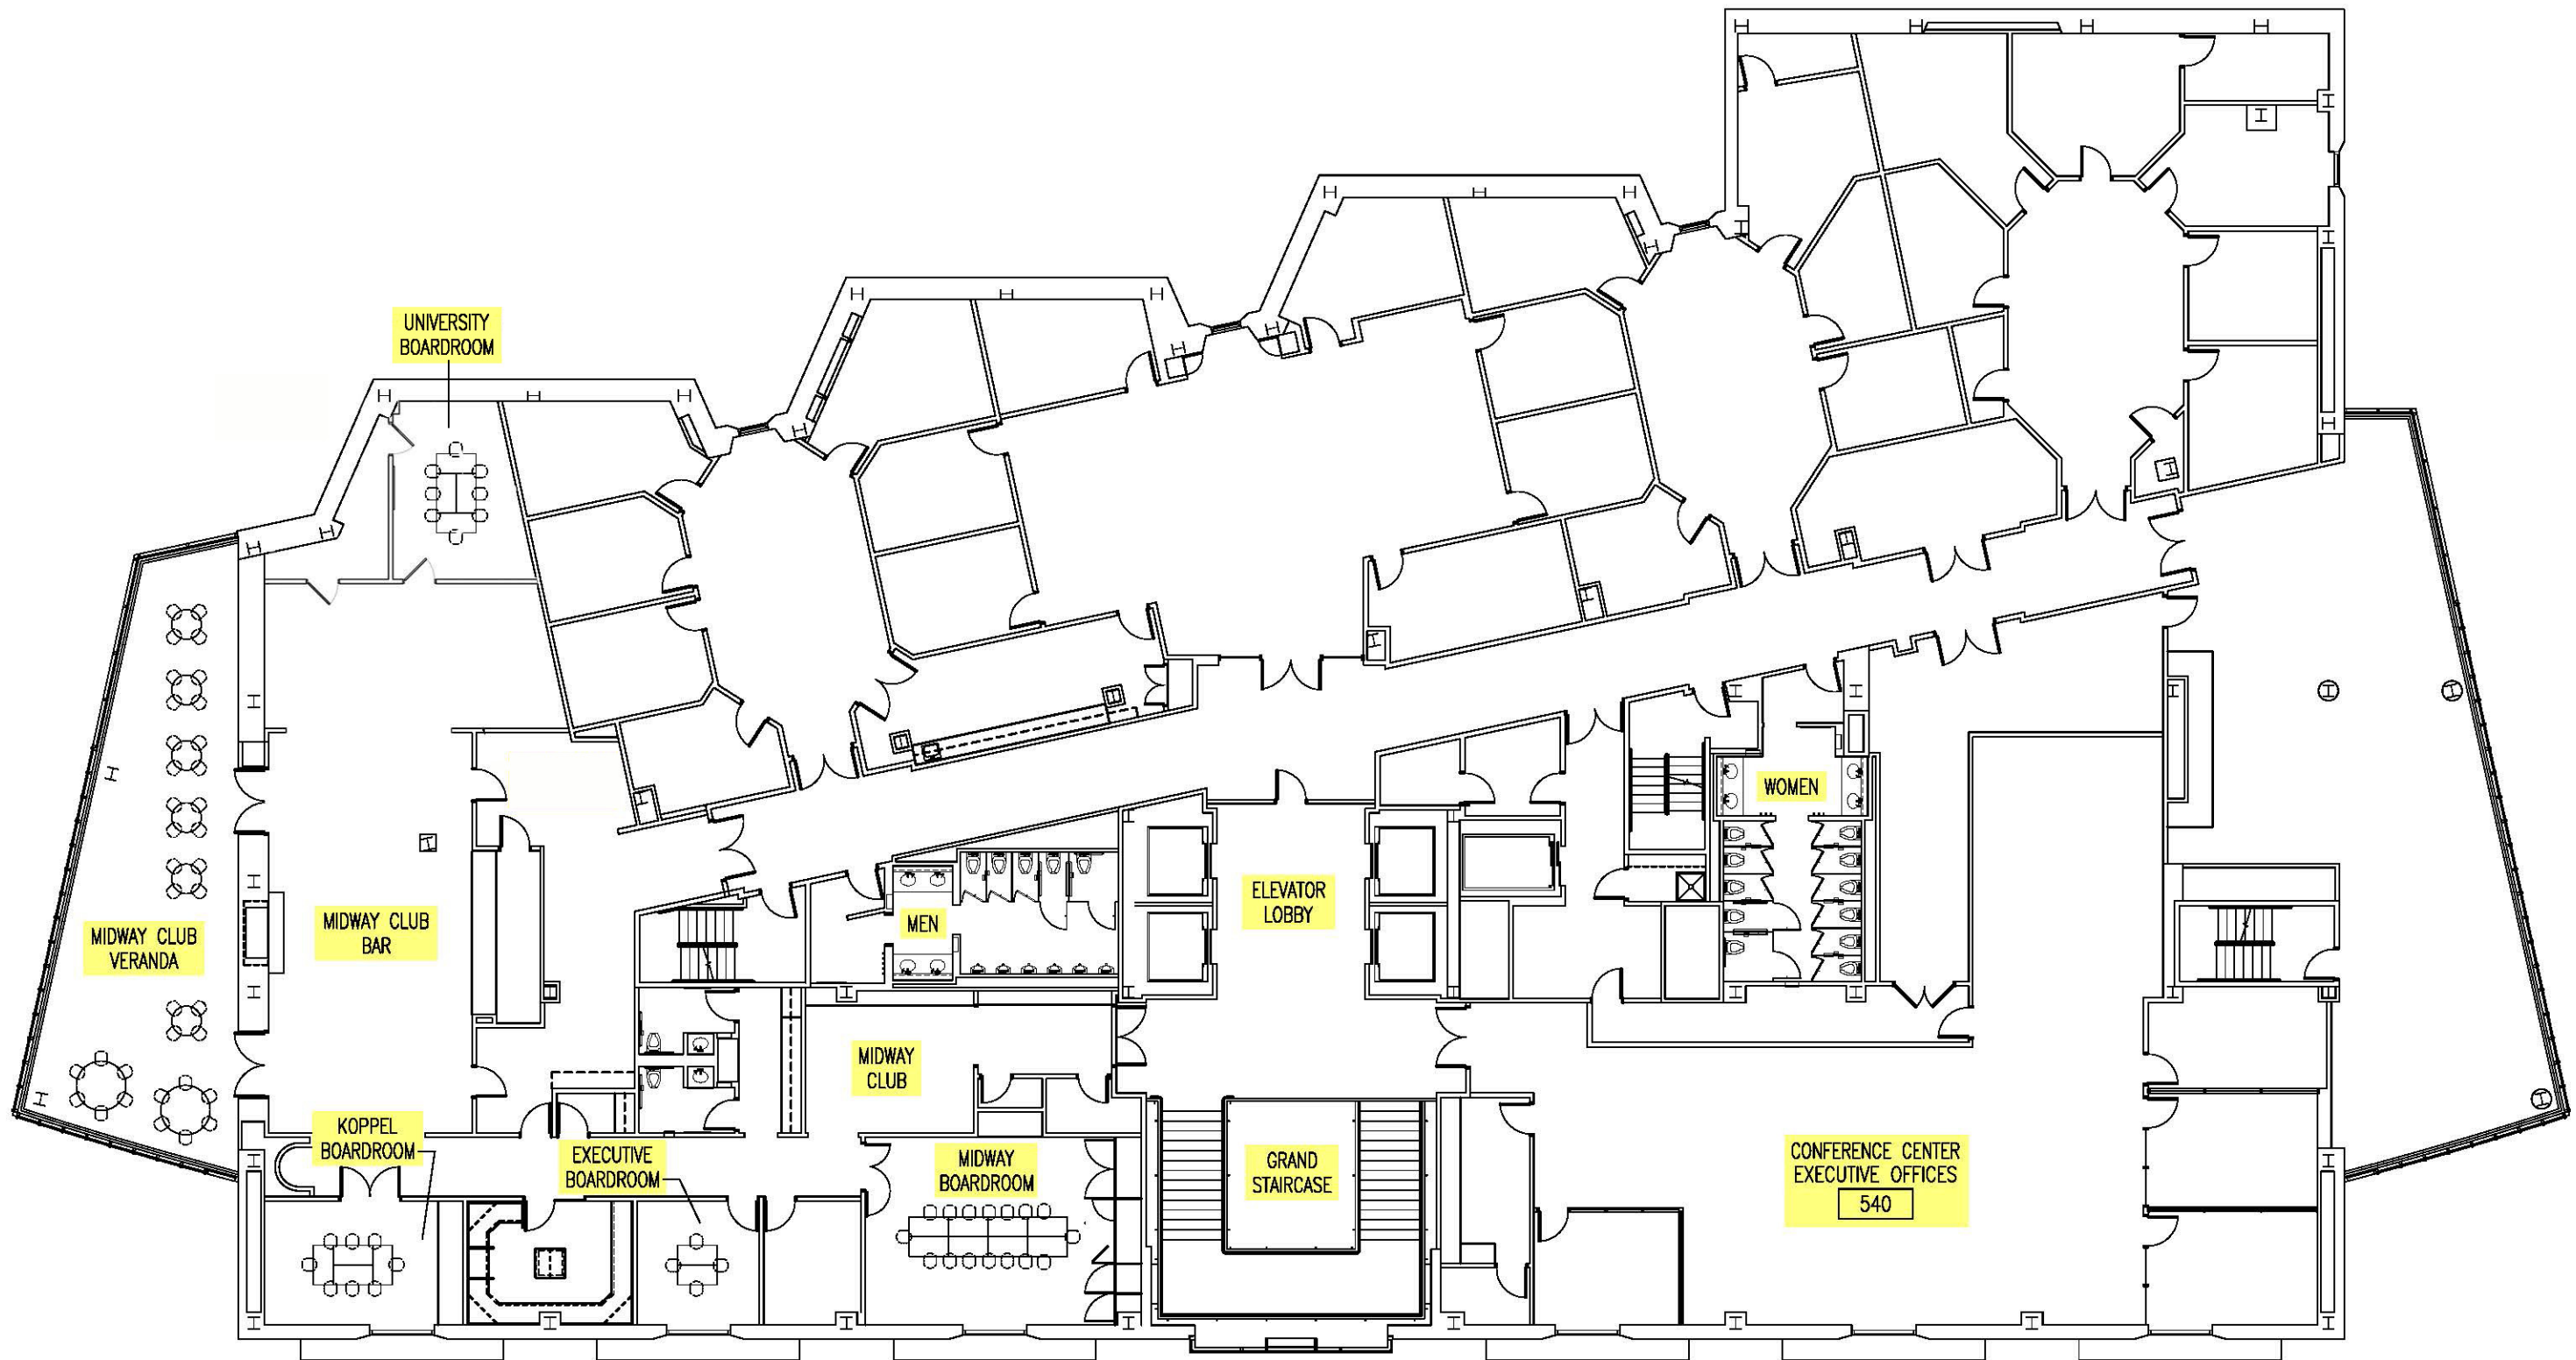 UNIVERSITY
BOARDROOM
WOMEN
ELEVATOR
LOBBY
MEN
MIDWAY CLUB
BAR
MIDWAY CLUB
VERANDA
MIDWAY
CLUB
KOPPEL
BOARDROOM
EXECUTIVE
BOARDROOM
MIDWAY
BOARDROOM
GRAND
STAIRCASE
CONFERENCE CENTER
EXECUTIVE OFFICES
540